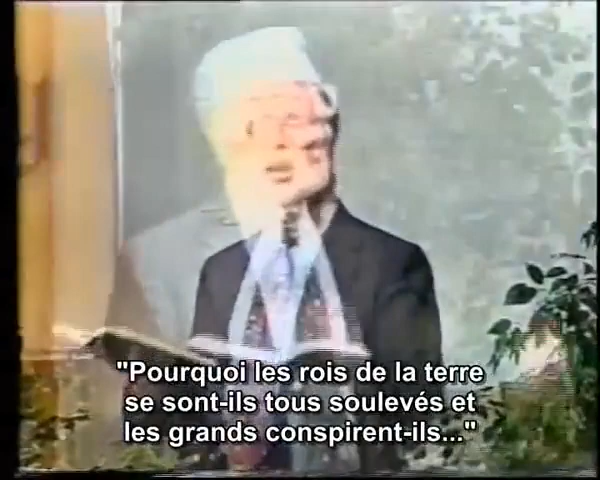 "Pourquoi les rois de la terre
se sont-ils tous soulevés et
les grands conspirent-ils..."